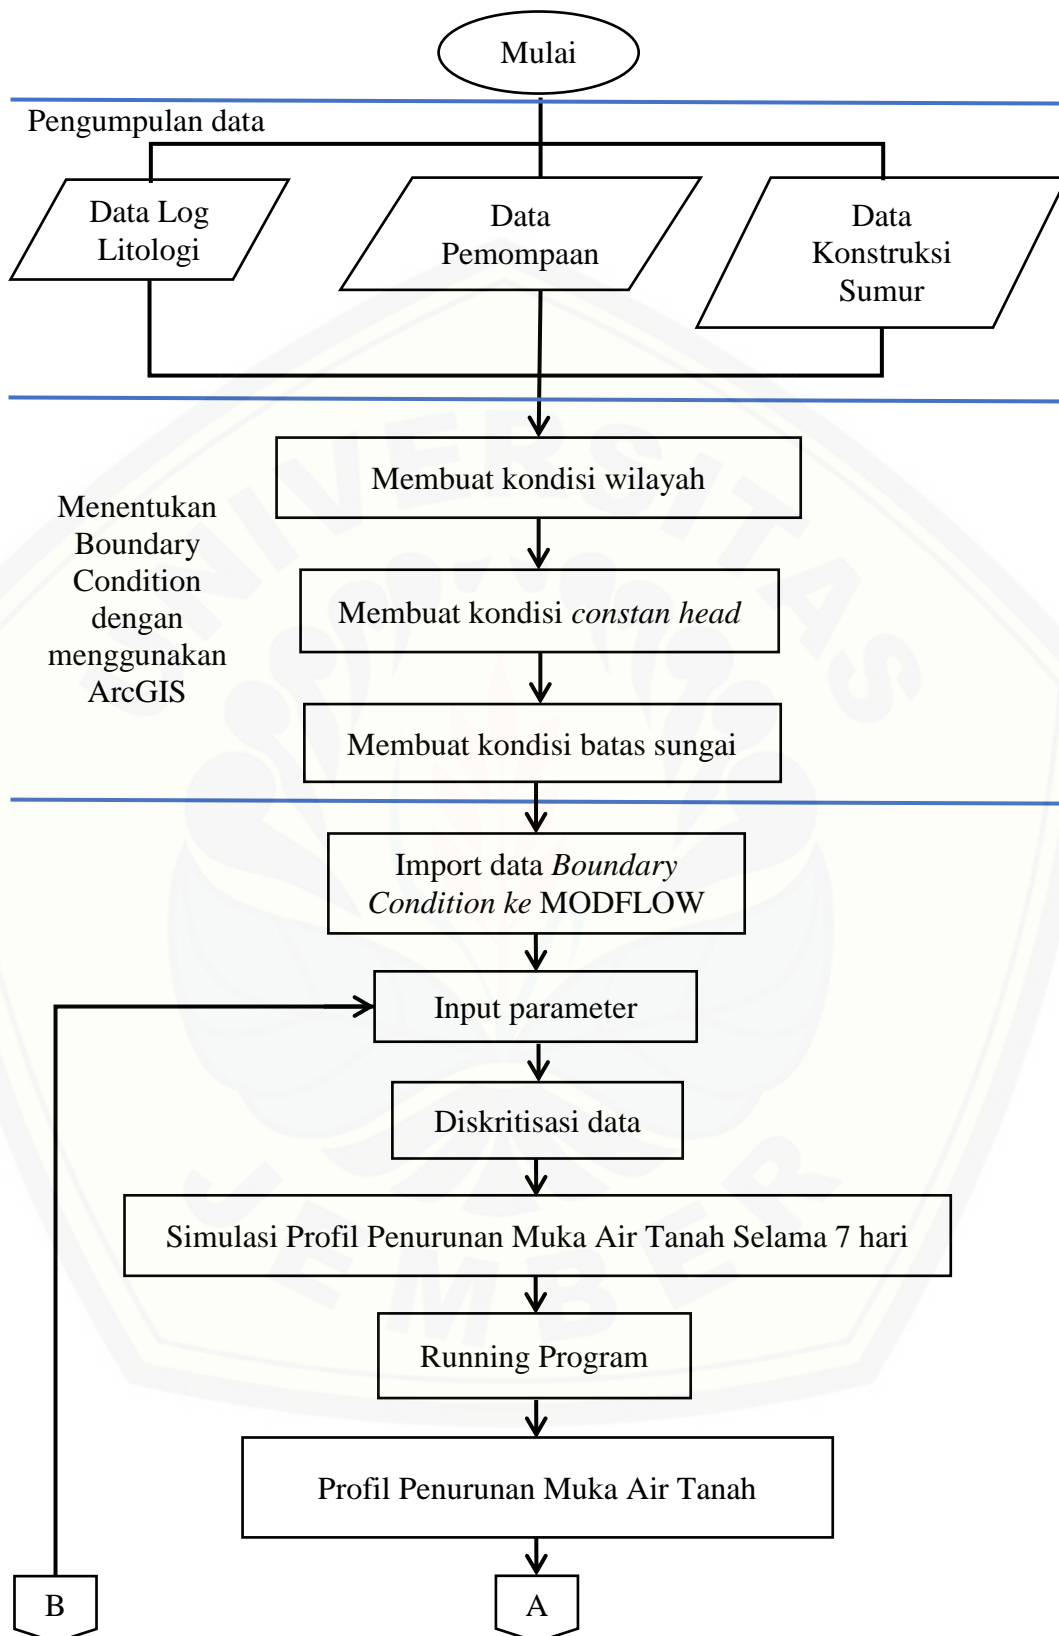 Mulai
Pengumpulan data
Data Log
Litologi
Data
Pemompaan
Data
Konstruksi
Sumur
Membuat kondisi wilayah
Menentukan
Boundary
Condition
dengan
menggunakan
ArcGIS
Membuat kondisi constan head
Membuat kondisi batas sungai
Import data Boundary
Condition ke MODFLOW
Input parameter
Diskritisasi data
Simulasi Profil Penurunan Muka Air Tanah Selama 7 hari
Running Program
Profil Penurunan Muka Air Tanah
B
A
UNIVERSITAS
JEMBER